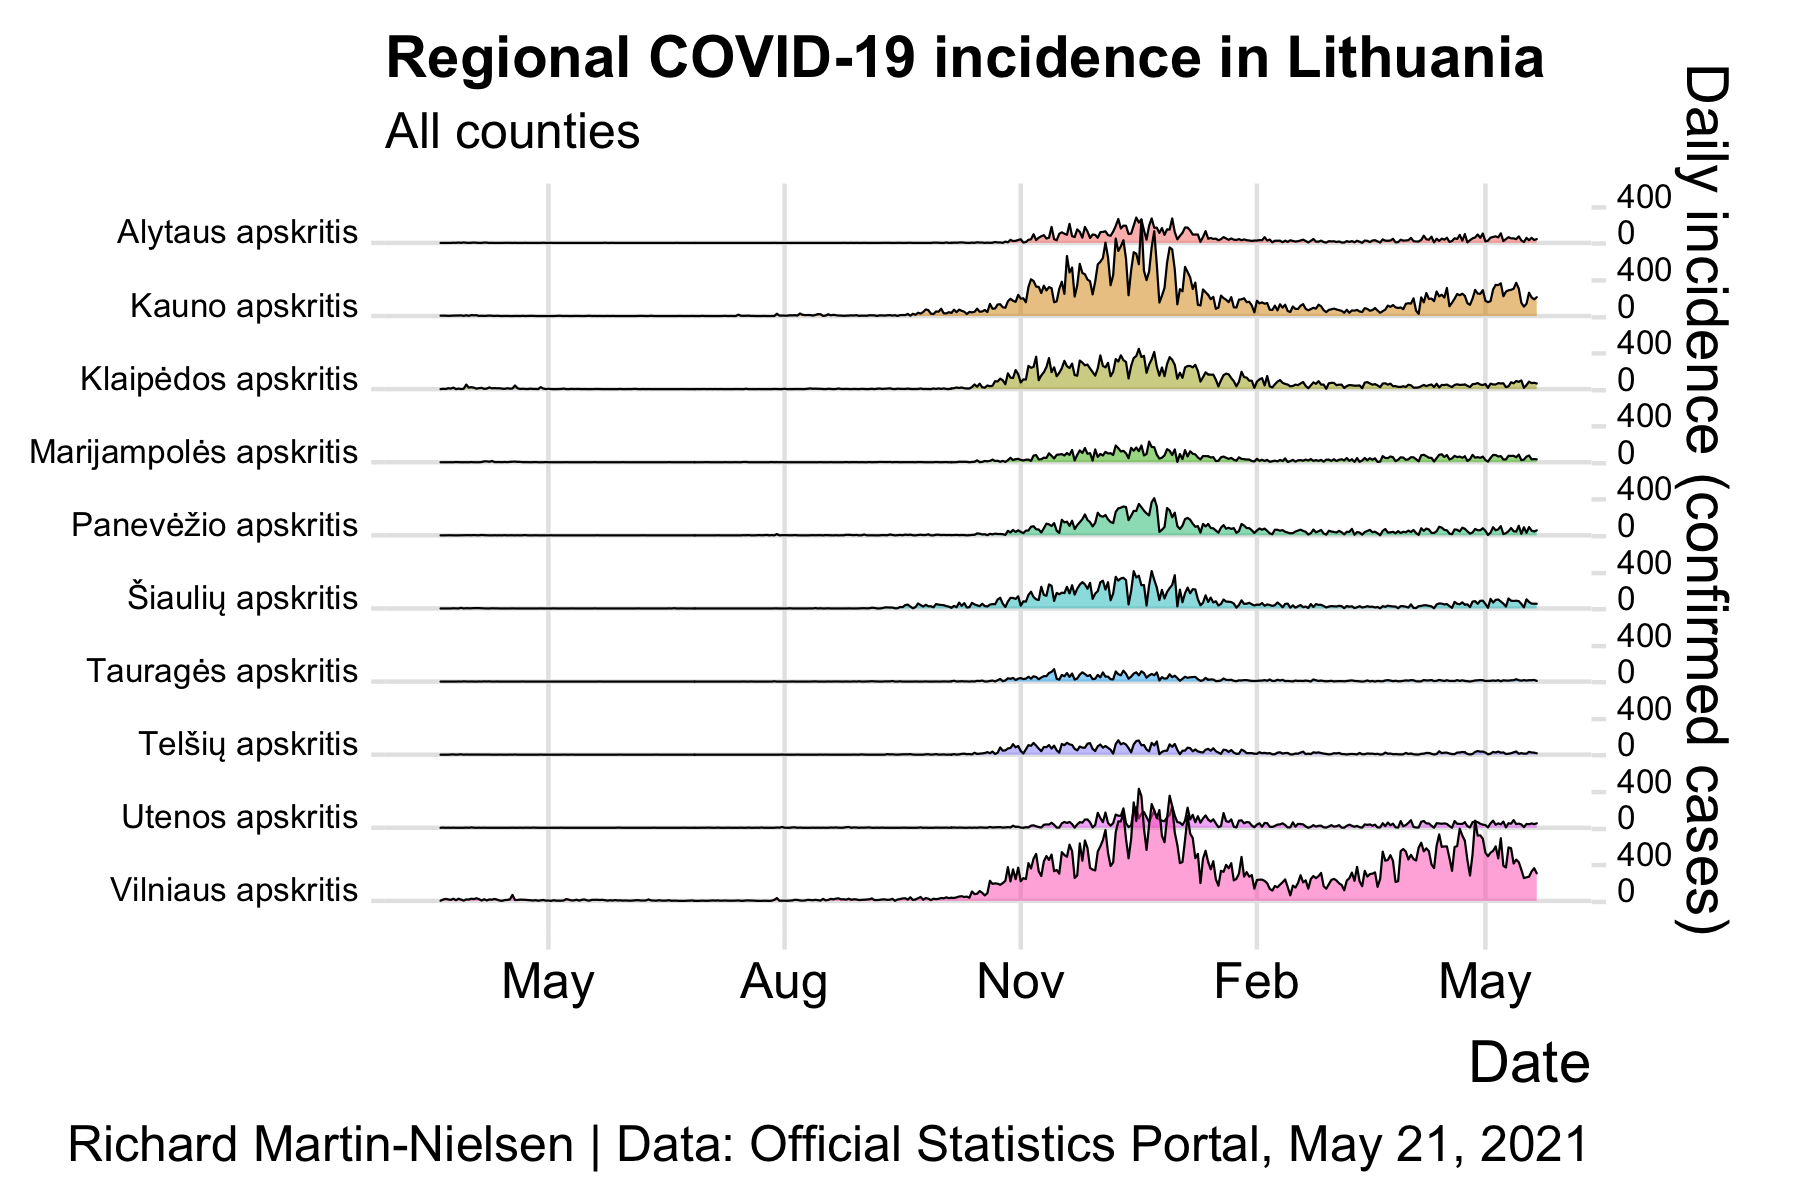 Regional COVID-19 incidence in Lithuania
All counties
Daily incidence (confirmed cases)
Alytaus apskritis
400
0
Kauno apskritis
400
0
Klaipėdos apskritis
400
0
Marijampolės apskritis
400
0
Panevėžio apskritis
400
0
Šiaulių apskritis
400
0
Tauragės apskritis
400
0
Telšių apskritis
400
0
Utenos apskritis
400
0
Vilniaus apskritis
400
0
May Aug Nov Feb May
Date
Richard Martin-Nielsen | Data: Official Statistics Portal, May 21, 2021